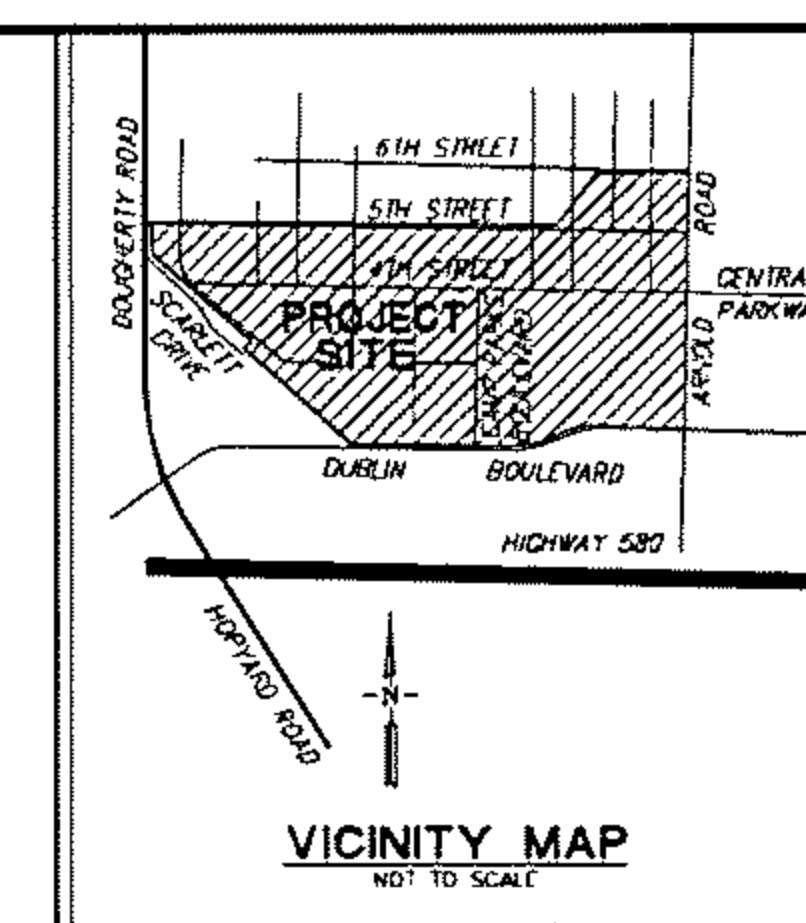 6TH STREET
DOUGHERTY ROAD
5TH STREET
ARNOLD ROAD
4TH STREET
CENTRA
PARKWA
SCARLETT
DRIVE
PROJECT
SITE
BOULEVARD
DUBLIN BOULEVARD
HIGHWAY 580
HOPYARD ROAD
-N-
VICINITY MAP
NOT TO SCALE